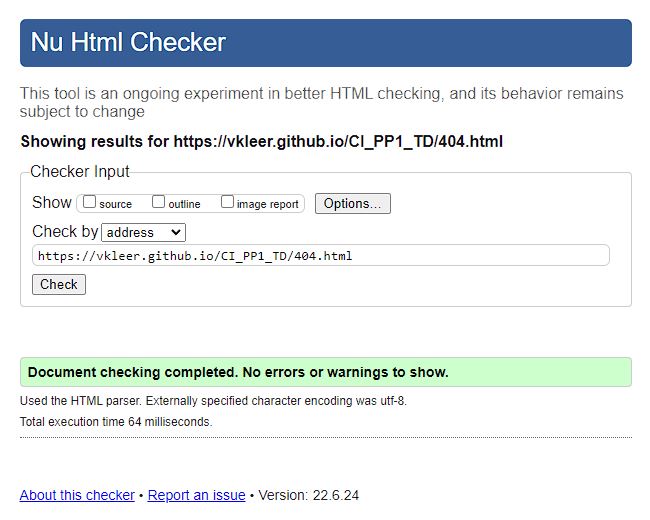 Nu Html Checker
This tool is an ongoing experiment in better HTML checking, and its behavior remains
subject to change
Showing results for https://vkleer.github.io/CI_PP1_TD/404.html
Checker Input
Show source outline image report Options...
Check by address
https://vkleer.github.io/CI_PP1_TD/404.html
Check
Document checking completed. No errors or warnings to show.
Used the HTML parser. Externally specified character encoding was utf-8.
Total execution time 64 milliseconds.
About this checker • Report an issue • Version: 22.6.24